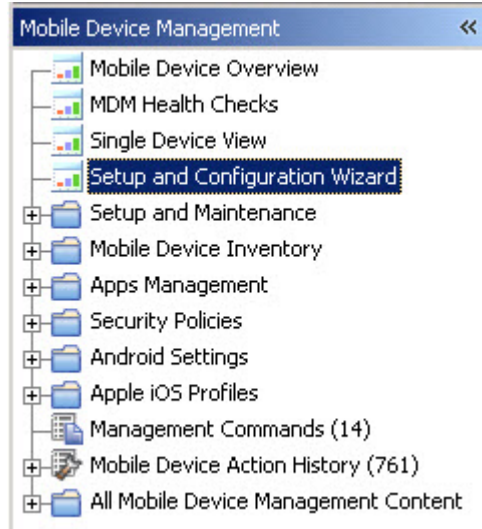 Mobile Device Management
Mobile Device Overview
MDM Health Checks
Single Device View
Setup and Configuration Wizard
Setup and Maintenance
Mobile Device Inventory
Apps Management
Security Policies
Android Settings
Apple iOS Profiles
Management Commands (14)
Mobile Device Action History (761)
All Mobile Device Management Content